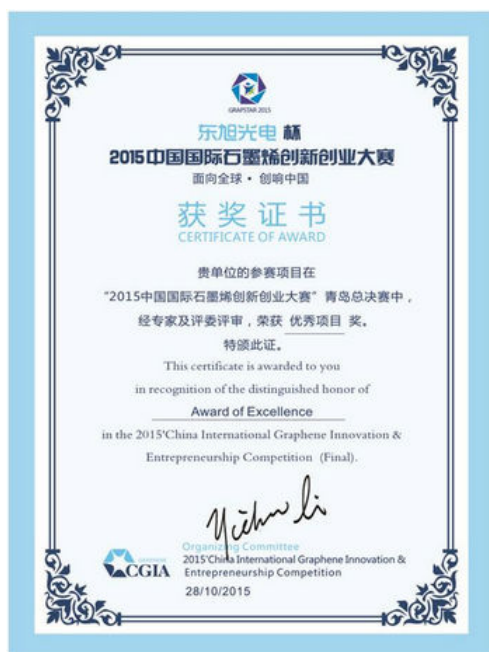 GRAPSTAR 2015
东旭光电 杯
2015中国国际石墨烯创新创业大赛
面向全球·创响中国
获奖证书
CERTIFICATE OF AWARD
贵单位的参赛项目在
“2015中国国际石墨烯创新创业大赛”青岛总决赛中，
经专家及评委评审，荣获 优秀项目 奖。
特颁此证。
This certificate is awarded to you
in recognition of the distinguished honor of
Award of Excellence
in the 2015'China International Graphene Innovation &
Entrepreneurship Competition (Final).
Organizing Committee
CGIA
2015'China International Graphene Innovation &
Entrepreneurship Competition
28/10/2015